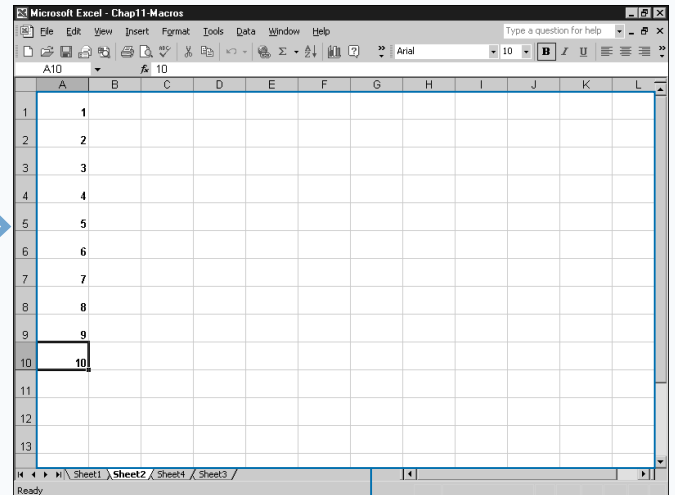 Microsoft Excel - Chap11-Macros
File Edit View Insert Format Tools Data Window Help Type a question for help
Arial 10 B I U
A10 fx 10
A B C D E F G H I J K L
1 1
2 2
3 3
4 4
5 5
6 6
7 7
8 8
9 9
10 10
11
12
13
Sheet1 Sheet2 Sheet4 Sheet3
Ready